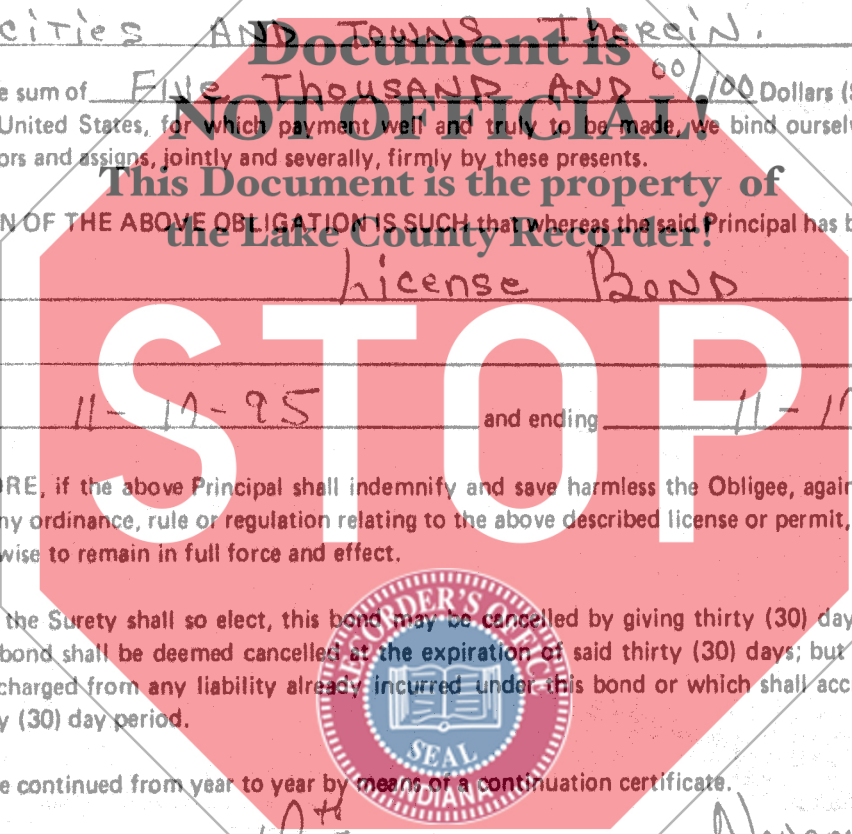 cities AND TOWNS Therein.
Document is
e sum of Five Thousand AND 00/100 Dollars ($
NOT OFFICIAL!
United States, for which payment well and truly to be made, we bind oursel
ors and assigns, jointly and severally, firmly by these presents.
This Document is the property of
N OF THE ABOVE OBLIGATION IS SUCH that whereas the said Principal has b
the Lake County Recorder!
License Bond
STOP
11-17-95 and ending 11-17
RE, if the above Principal shall indemnify and save harmless the Obligee, again
ny ordinance, rule or regulation relating to the above described license or permit,
wise to remain in full force and effect.
the Surety shall so elect, this bond may be cancelled by giving thirty (30) day
bond shall be deemed cancelled at the expiration of said thirty (30) days; but
charged from any liability already incurred under this bond or which shall acc
y (30) day period.
RECORDER'S OFFICE
SEAL
INDIANA
e continued from year to year by means of a continuation certificate.
th